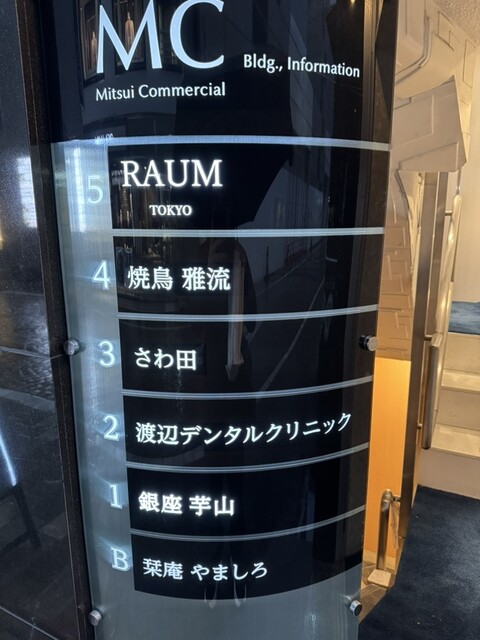 MC
Bldg., Information
Mitsui Commercial
5 RAUM
TOKYO
4 焼鳥 雅流
3 さわ田
2 渡辺デンタルクリニック
1 銀座 芋山
B 栞庵 やましろ